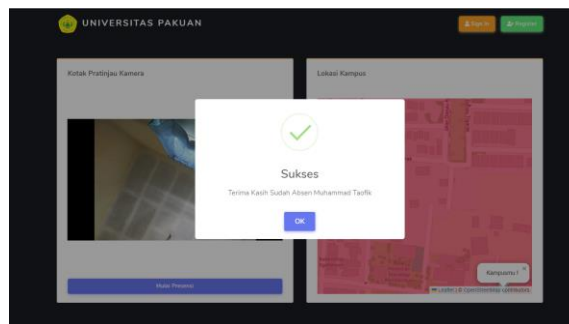 UNIVERSITAS PAKUAN
Sign In
Register
Kotak Pratinjau Kamera
Lokasi Kampus
Sukses
Terima Kasih Sudah Absen Muhammad Taofik
OK
Mulai Presensi
Kampusmu !
Leaflet | © OpenStreetMap contributors